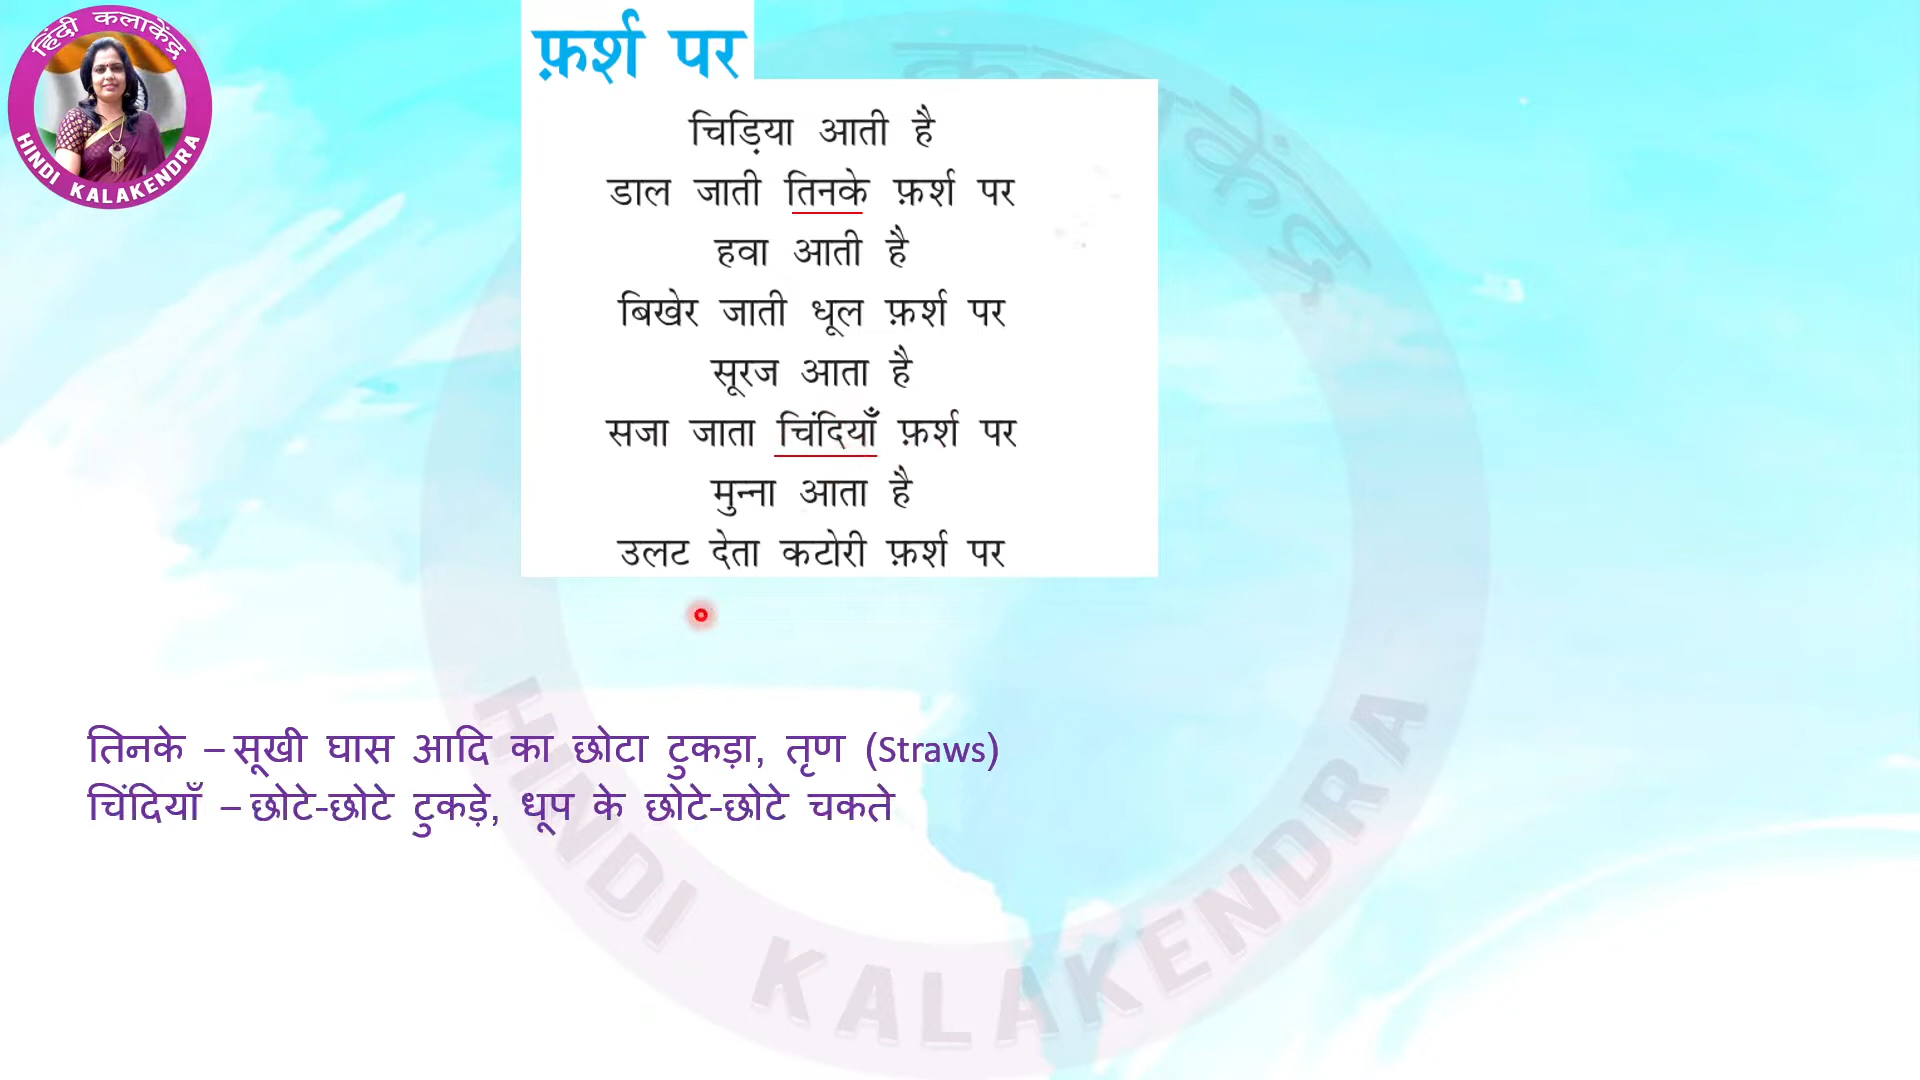 हिंदी कलाकेंद्र
HINDI KALAKENDRA
फ़र्श पर
चिड़िया आती है
डाल जाती तिनके फ़र्श पर
हवा आती है
बिखेर जाती धूल फ़र्श पर
सूरज आता है
सजा जाता चिंदियाँ फ़र्श पर
मुन्ना आता है
उलट देता कटोरी फ़र्श पर
तिनके – सूखी घास आदि का छोटा टुकड़ा, तृण (Straws)
चिंदियाँ – छोटे-छोटे टुकड़े, धूप के छोटे-छोटे चकते
कलाकेंद्र
HINDI KALAKENDRA